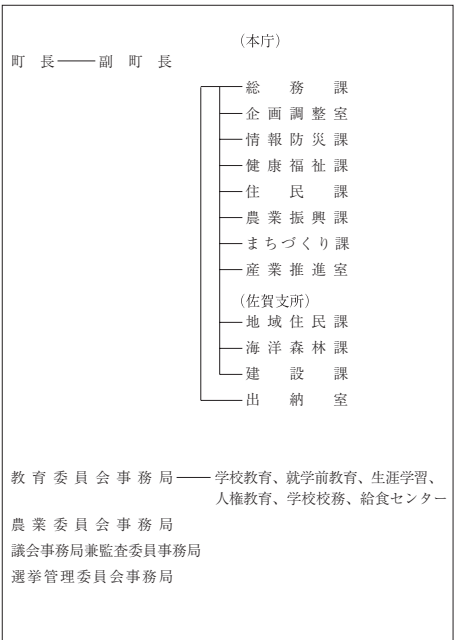 （本庁）
町長 副町長
総務課
企画調整室
情報防災課
健康福祉課
住民課
農業振興課
まちづくり課
産業推進室
（佐賀支所）
地域住民課
海洋森林課
建設課
出納室
教育委員会事務局 学校教育、就学前教育、生涯学習、
人権教育、学校校務、給食センター
農業委員会事務局
議会事務局兼監査委員事務局
選挙管理委員会事務局